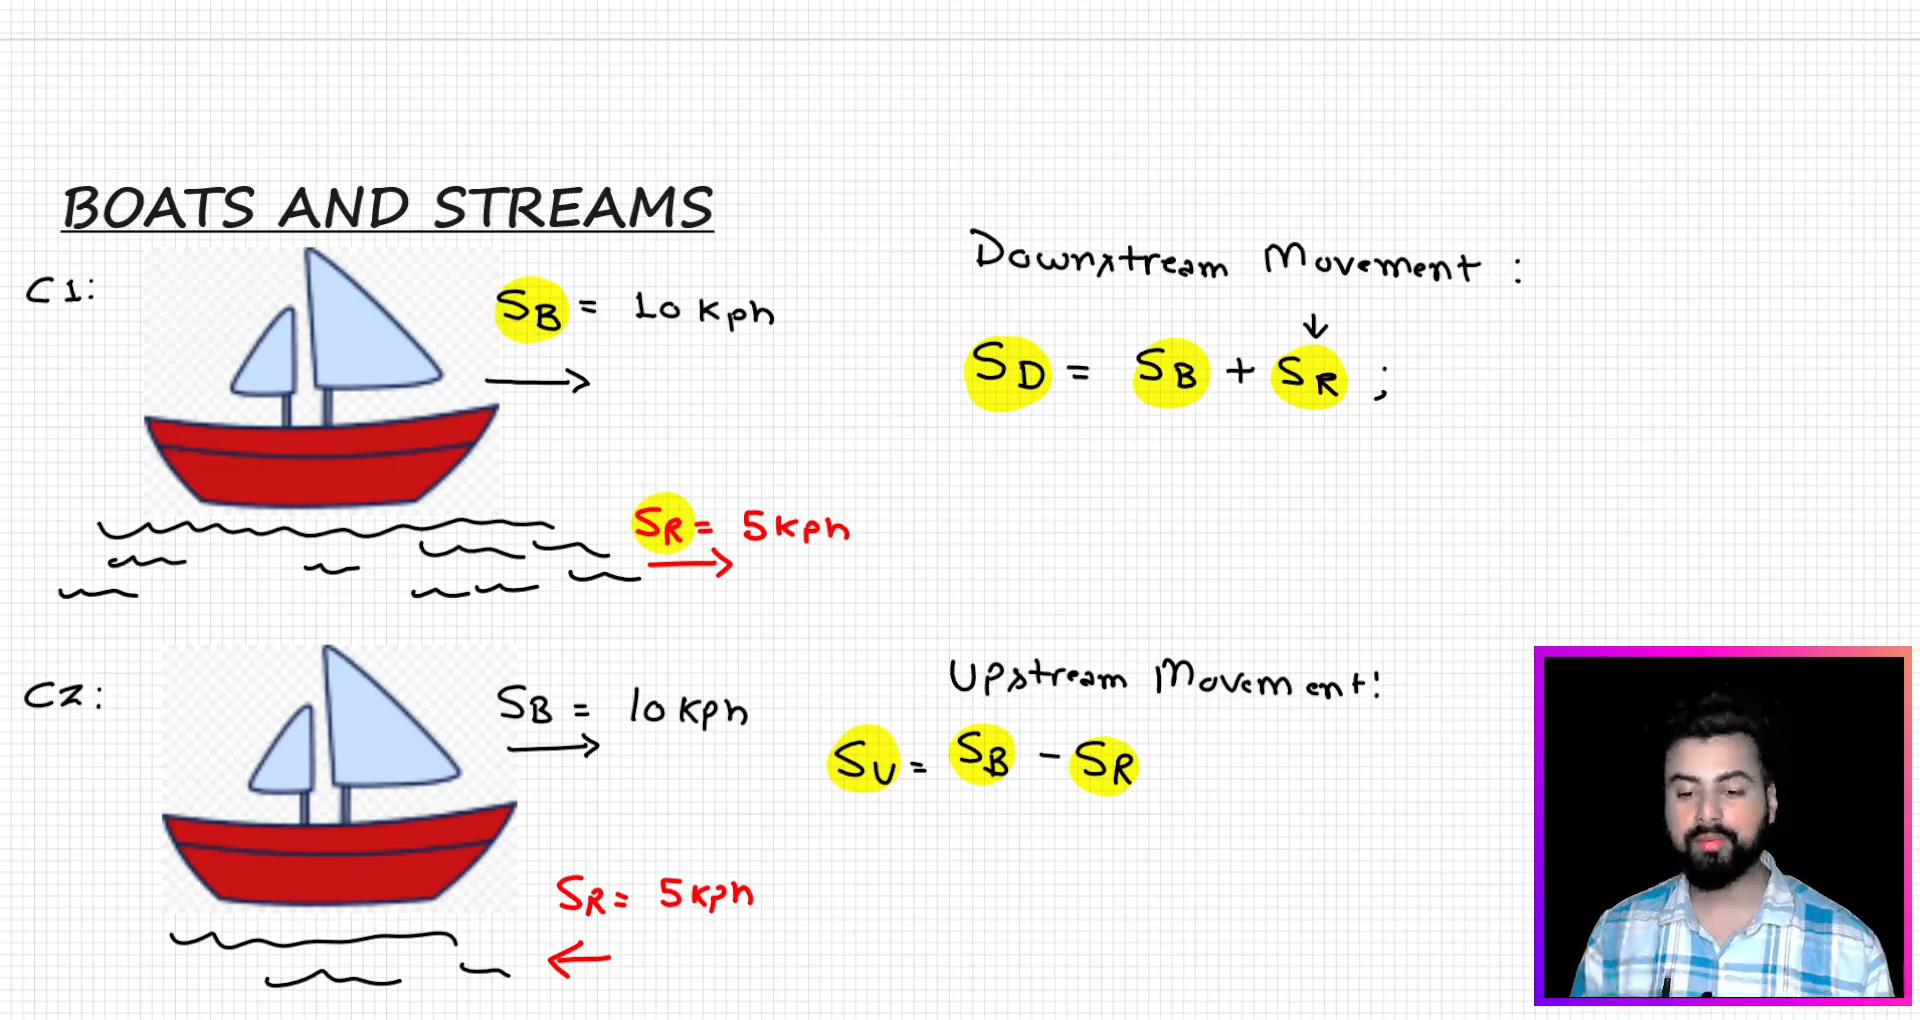 BOATS AND STREAMS
C1:
SB = 10 kph
SR = 5 kph
Downstream Movement :
SD = SB + SR ;
C2:
SB = 10 kph
SR = 5 kph
Upstream Movement:
SU = SB - SR